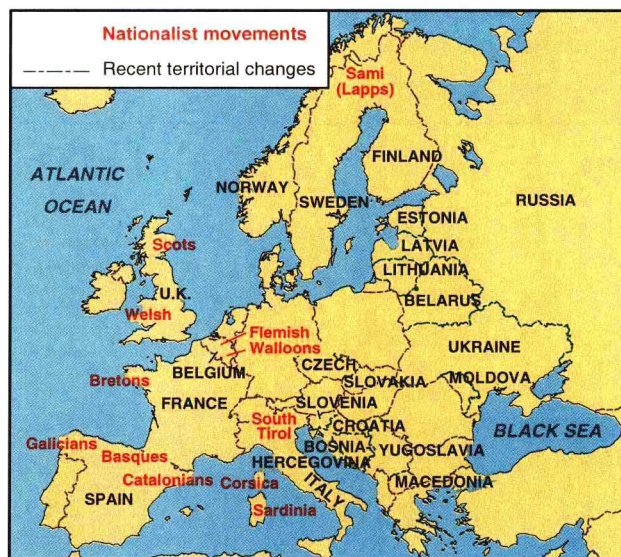 Nationalist movements
Recent territorial changes
Sami
(Lapps)
FINLAND
NORWAY
SWEDEN
RUSSIA
ATLANTIC
OCEAN
ESTONIA
LATVIA
LITHUANIA
BELARUS
Scots
U.K.
Welsh
Flemish
Walloons
BELGIUM
Bretons
FRANCE
CZECH
SLOVAKIA
UKRAINE
MOLDOVA
SLOVENIA
South
Tirol
CROATIA
BOSNIA
HERCEGOVINA
YUGOSLAVIA
BLACK SEA
Galicians
Basques
Catalonians
Corsica
ITALY
MACEDONIA
SPAIN
Sardinia